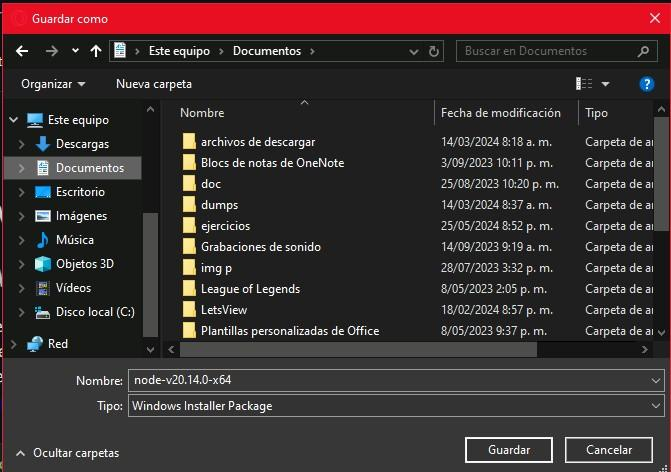 Guardar como
Este equipo > Documentos >
Buscar en Documentos
Organizar
Nueva carpeta
Nombre
Fecha de modificación
Tipo
Este equipo
Descargas
Documentos
Escritorio
Imágenes
Música
Objetos 3D
Vídeos
Disco local (C:)
Red
archivos de descargar 14/03/2024 8:18 a. m. Carpeta de ar
Blocs de notas de OneNote 3/09/2023 10:11 p. m. Carpeta de ar
doc 25/08/2023 10:20 p. m. Carpeta de ar
dumps 14/03/2024 8:37 a. m. Carpeta de ar
ejercicios 25/05/2024 8:52 p. m. Carpeta de ar
Grabaciones de sonido 14/09/2023 9:19 a. m. Carpeta de ar
img p 28/07/2023 3:32 p. m. Carpeta de ar
League of Legends 8/05/2023 2:05 p. m. Carpeta de ar
LetsView 18/02/2024 8:57 p. m. Carpeta de ar
Plantillas personalizadas de Office 8/05/2023 9:37 p. m. Carpeta de ar
Nombre: node-v20.14.0-x64
Tipo: Windows Installer Package
Ocultar carpetas
Guardar
Cancelar